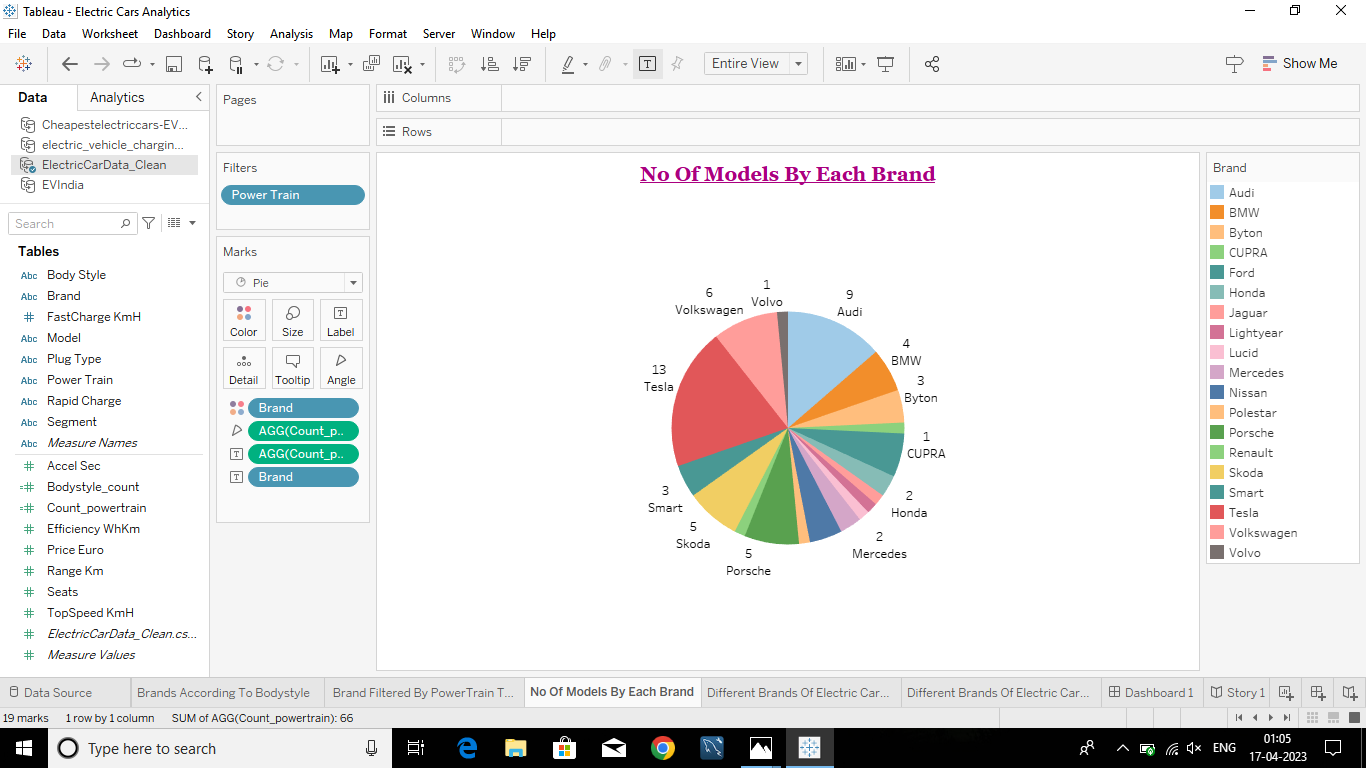 Tableau - Electric Cars Analytics
File Data Worksheet Dashboard Story Analysis Map Format Server Window Help
Entire View
Show Me
Data Analytics
Cheapestelectriccars-EV...
electric_vehicle_chargin...
ElectricCarData_Clean
EVIndia
Search
Tables
Abc Body Style
Abc Brand
# FastCharge KmH
Abc Model
Abc Plug Type
Abc Power Train
Abc Rapid Charge
Abc Segment
Abc Measure Names
# Accel Sec
=# Bodystyle_count
=# Count_powertrain
# Efficiency WhKm
# Price Euro
# Range Km
# Seats
# TopSpeed KmH
# ElectricCarData_Clean.cs...
# Measure Values
Pages
Filters
Power Train
Marks
Pie
Color Size Label
Detail Tooltip Angle
Brand
AGG(Count_p..
AGG(Count_p..
Brand
Columns
Rows
No Of Models By Each Brand
1
Volvo
9
Audi
4
BMW
3
Byton
1
CUPRA
2
Honda
2
Mercedes
5
Porsche
5
Skoda
3
Smart
13
Tesla
6
Volkswagen
Brand
Audi
BMW
Byton
CUPRA
Ford
Honda
Jaguar
Lightyear
Lucid
Mercedes
Nissan
Polestar
Porsche
Renault
Skoda
Smart
Tesla
Volkswagen
Volvo
Data Source Brands According To Bodystyle Brand Filtered By PowerTrain T... No Of Models By Each Brand Different Brands Of Electric Car... Different Brands Of Electric Car... Dashboard 1 Story 1
19 marks 1 row by 1 column SUM of AGG(Count_powertrain): 66
Type here to search
ENG
01:05
17-04-2023